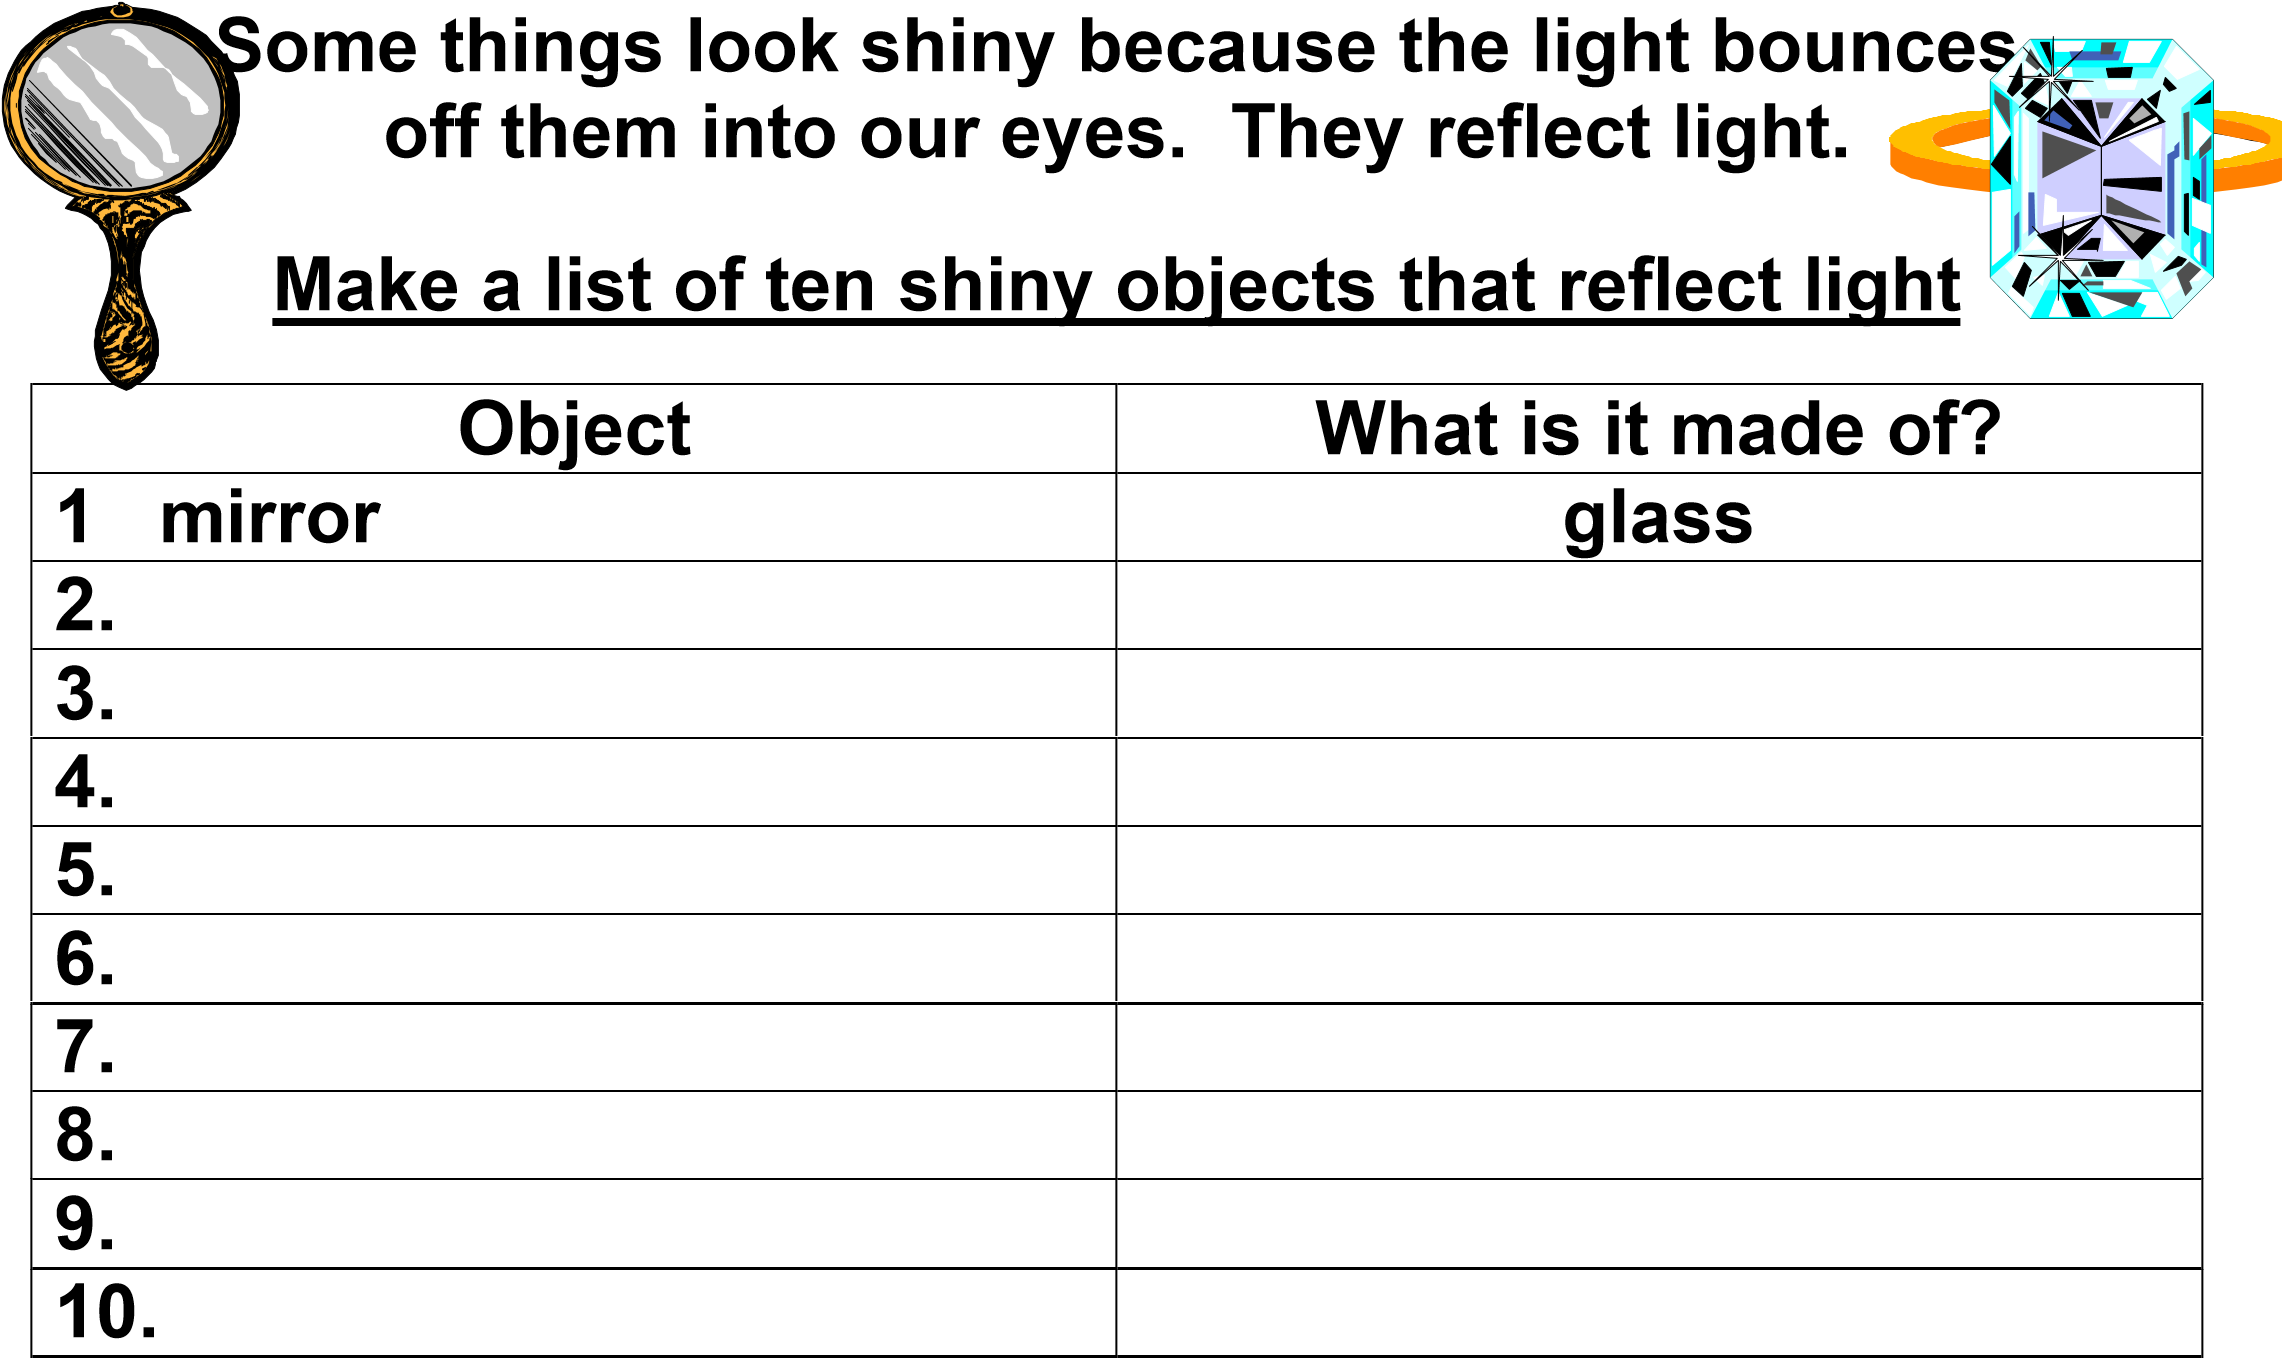 Some things look shiny because the light bounces
off them into our eyes. They reflect light.
Make a list of ten shiny objects that reflect light
Object What is it made of?
1 mirror glass
2.
3.
4.
5.
6.
7.
8.
9.
10.